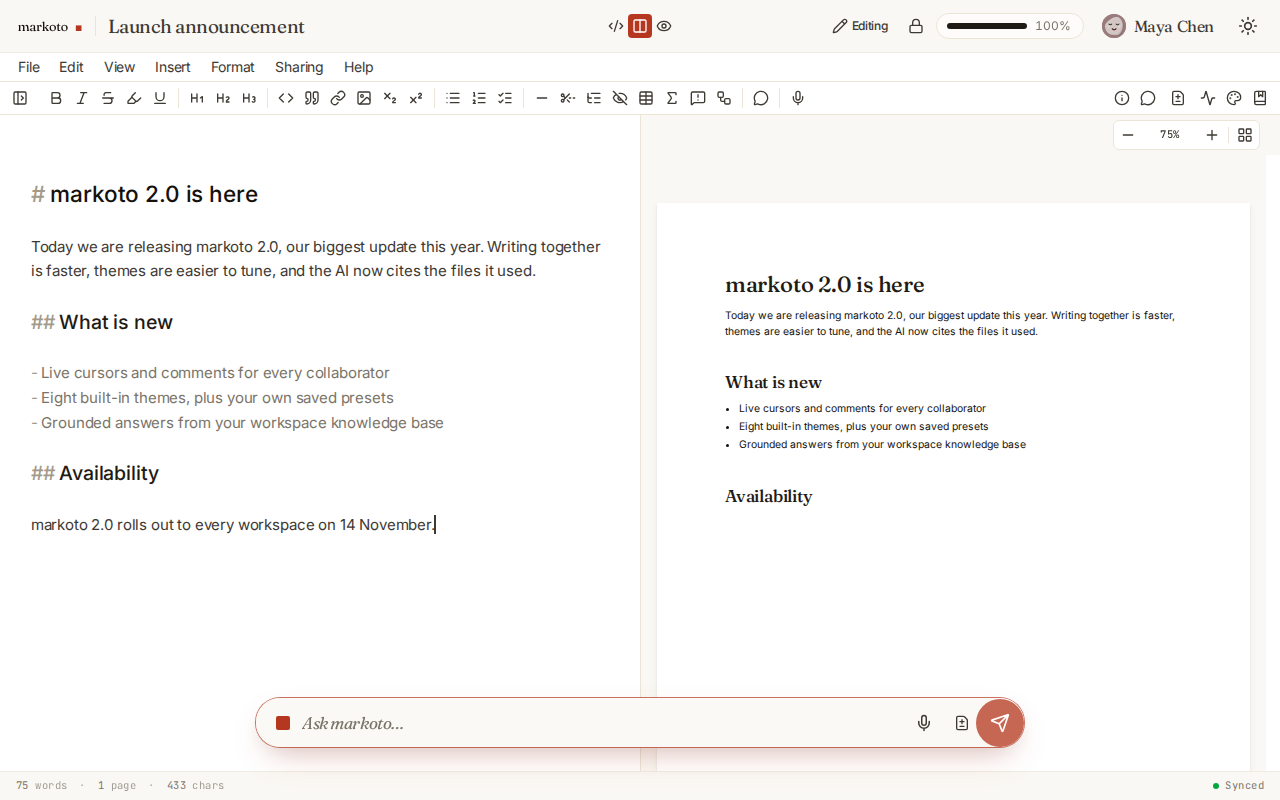 markoto
Launch announcement
Editing
100%
Maya Chen
File Edit View Insert Format Sharing Help
B I S U H1 H2 H3 X2 X2
75%
# markoto 2.0 is here
Today we are releasing markoto 2.0, our biggest update this year. Writing together
is faster, themes are easier to tune, and the AI now cites the files it used.
## What is new
- Live cursors and comments for every collaborator
- Eight built-in themes, plus your own saved presets
- Grounded answers from your workspace knowledge base
## Availability
markoto 2.0 rolls out to every workspace on 14 November.
markoto 2.0 is here
Today we are releasing markoto 2.0, our biggest update this year. Writing together is faster,
themes are easier to tune, and the AI now cites the files it used.
What is new
• Live cursors and comments for every collaborator
• Eight built-in themes, plus your own saved presets
• Grounded answers from your workspace knowledge base
Availability
Ask markoto...
75 words · 1 page · 433 chars
Synced